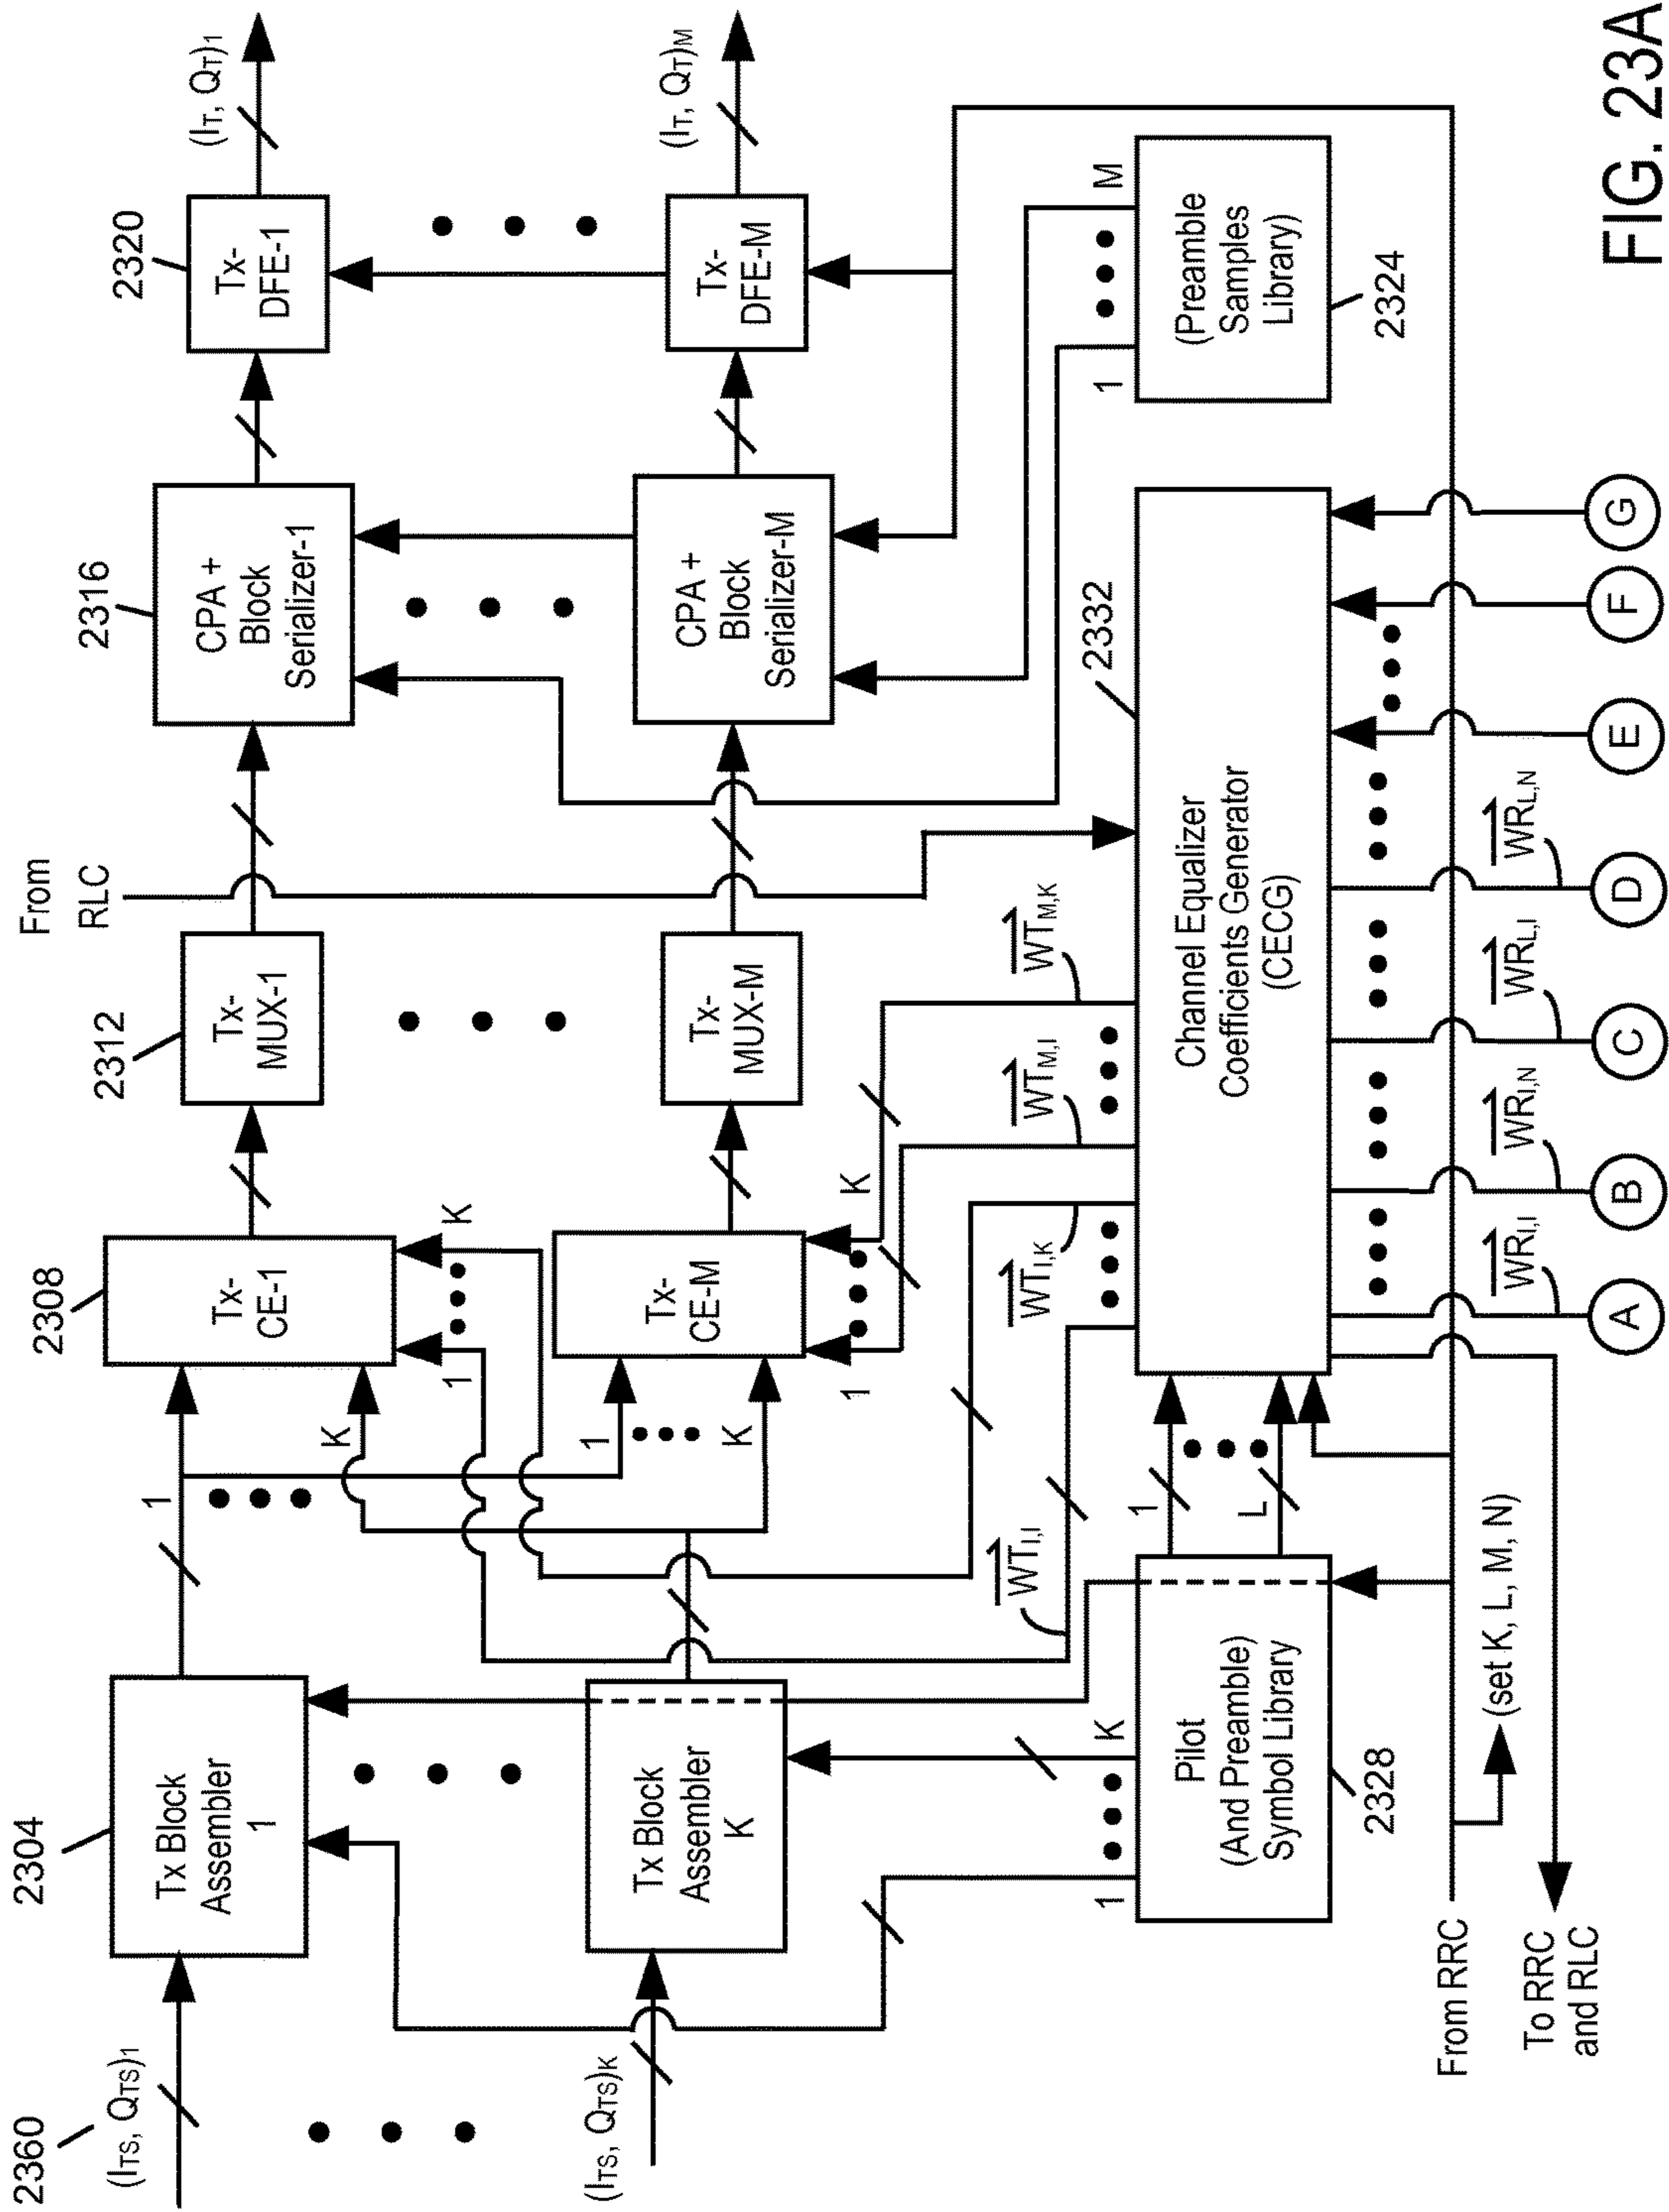 2360
(ITS, QTS)1
(ITS, QTS)K
2304
Tx Block
Assembler
1
Tx Block
Assembler
K
1
K
2308
Tx-
CE-1
1
K
1
K
Tx-
CE-M
1
K
2312
Tx-
MUX-1
Tx-
MUX-M
From
RLC
2316
CPA +
Block
Serializer-1
CPA +
Block
Serializer-M
2320
Tx-
DFE-1
Tx-
DFE-M
(IT, QT)1
(IT, QT)M
WTI,I
WTI,K
WTM,I
WTM,K
1
K
Pilot
(And Preamble)
Symbol Library
2328
1
L
2332
Channel Equalizer
Coefficients Generator
(CECG)
1
M
(Preamble
Samples
Library)
2324
From RRC
(set K, L, M, N)
To RRC
and RLC
WRI,I
WRI,N
WRL,I
WRL,N
A
B
C
D
E
F
G
FIG. 23A